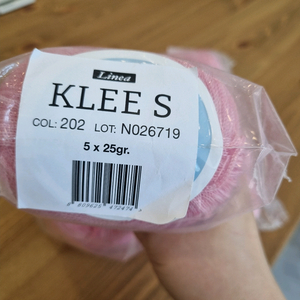 Linea
KLEE S
COL: 202 LOT: N026719
5 x 25gr.